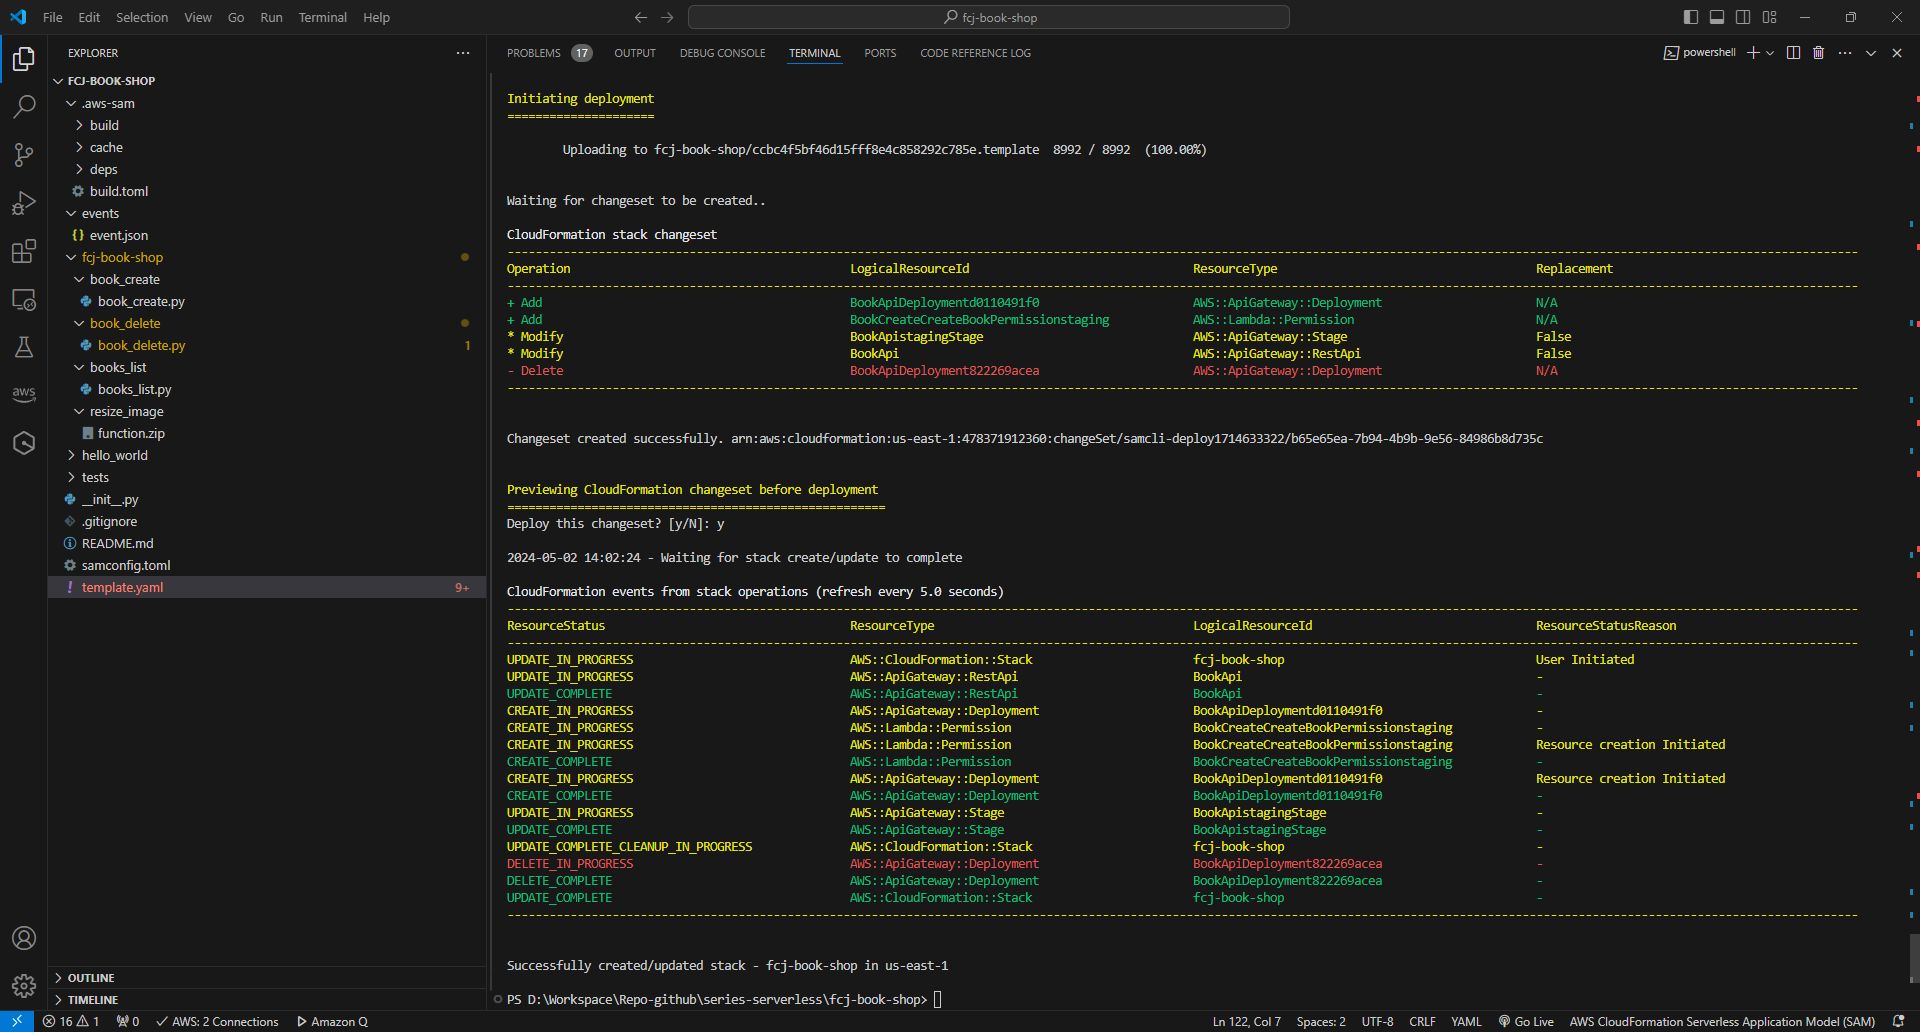 File Edit Selection View Go Run Terminal Help
fcj-book-shop
EXPLORER
FCJ-BOOK-SHOP
.aws-sam
build
cache
deps
build.toml
events
{} event.json
fcj-book-shop
book_create
book_create.py
book_delete
book_delete.py 1
books_list
books_list.py
resize_image
function.zip
hello_world
tests
__init__.py
.gitignore
README.md
samconfig.toml
! template.yaml 9+
OUTLINE
TIMELINE
aws
PROBLEMS 17 OUTPUT DEBUG CONSOLE TERMINAL PORTS CODE REFERENCE LOG
powershell
Initiating deployment
=====================
Uploading to fcj-book-shop/ccbc4f5bf46d15fff8e4c858292c785e.template 8992 / 8992 (100.00%)
Waiting for changeset to be created..
CloudFormation stack changeset
Operation LogicalResourceId ResourceType Replacement
+ Add BookApiDeploymentd0110491f0 AWS::ApiGateway::Deployment N/A
+ Add BookCreateCreateBookPermissionstaging AWS::Lambda::Permission N/A
* Modify BookApistagingStage AWS::ApiGateway::Stage False
* Modify BookApi AWS::ApiGateway::RestApi False
- Delete BookApiDeployment822269acea AWS::ApiGateway::Deployment N/A
Changeset created successfully. arn:aws:cloudformation:us-east-1:478371912360:changeSet/samcli-deploy1714633322/b65e65ea-7b94-4b9b-9e56-84986b8d735c
Previewing CloudFormation changeset before deployment
======================================================
Deploy this changeset? [y/N]: y
2024-05-02 14:02:24 - Waiting for stack create/update to complete
CloudFormation events from stack operations (refresh every 5.0 seconds)
ResourceStatus ResourceType LogicalResourceId ResourceStatusReason
UPDATE_IN_PROGRESS AWS::CloudFormation::Stack fcj-book-shop User Initiated
UPDATE_IN_PROGRESS AWS::ApiGateway::RestApi BookApi -
UPDATE_COMPLETE AWS::ApiGateway::RestApi BookApi -
CREATE_IN_PROGRESS AWS::ApiGateway::Deployment BookApiDeploymentd0110491f0 -
CREATE_IN_PROGRESS AWS::Lambda::Permission BookCreateCreateBookPermissionstaging -
CREATE_IN_PROGRESS AWS::Lambda::Permission BookCreateCreateBookPermissionstaging Resource creation Initiated
CREATE_COMPLETE AWS::Lambda::Permission BookCreateCreateBookPermissionstaging -
CREATE_IN_PROGRESS AWS::ApiGateway::Deployment BookApiDeploymentd0110491f0 Resource creation Initiated
CREATE_COMPLETE AWS::ApiGateway::Deployment BookApiDeploymentd0110491f0 -
UPDATE_IN_PROGRESS AWS::ApiGateway::Stage BookApistagingStage -
UPDATE_COMPLETE AWS::ApiGateway::Stage BookApistagingStage -
UPDATE_COMPLETE_CLEANUP_IN_PROGRESS AWS::CloudFormation::Stack fcj-book-shop -
DELETE_IN_PROGRESS AWS::ApiGateway::Deployment BookApiDeployment822269acea -
DELETE_COMPLETE AWS::ApiGateway::Deployment BookApiDeployment822269acea -
UPDATE_COMPLETE AWS::CloudFormation::Stack fcj-book-shop -
Successfully created/updated stack - fcj-book-shop in us-east-1
PS D:\Workspace\Repo-github\series-serverless\fcj-book-shop>
16 1 0 AWS: 2 Connections Amazon Q Ln 122, Col 7 Spaces: 2 UTF-8 CRLF YAML Go Live AWS CloudFormation Serverless Application Model (SAM)